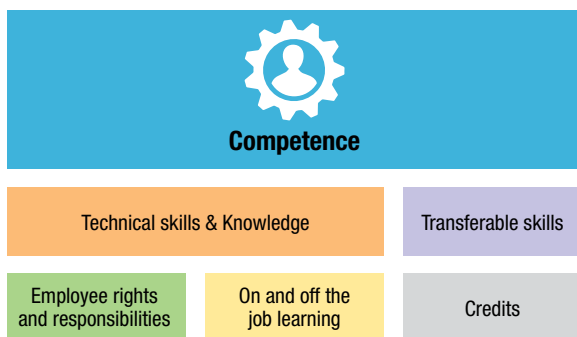 Competence
Technical skills & Knowledge
Transferable skills
Employee rights
and responsibilities
On and off the
job learning
Credits